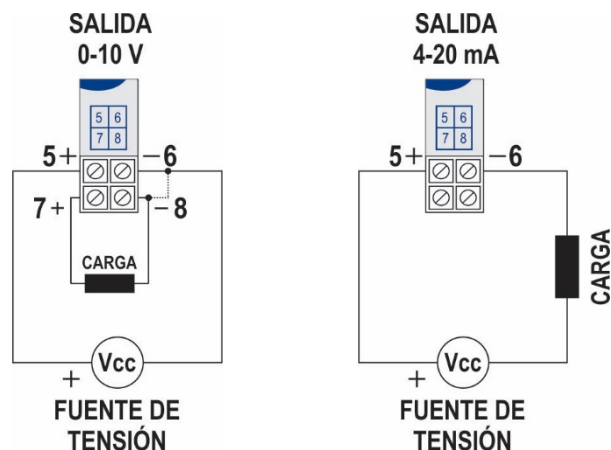 SALIDA
0-10 V
5 6
7 8
5+ −6
7+ −8
CARGA
Vcc
+
FUENTE DE
TENSIÓN
SALIDA
4-20 mA
5 6
7 8
5+ −6
CARGA
Vcc
+
FUENTE DE
TENSIÓN